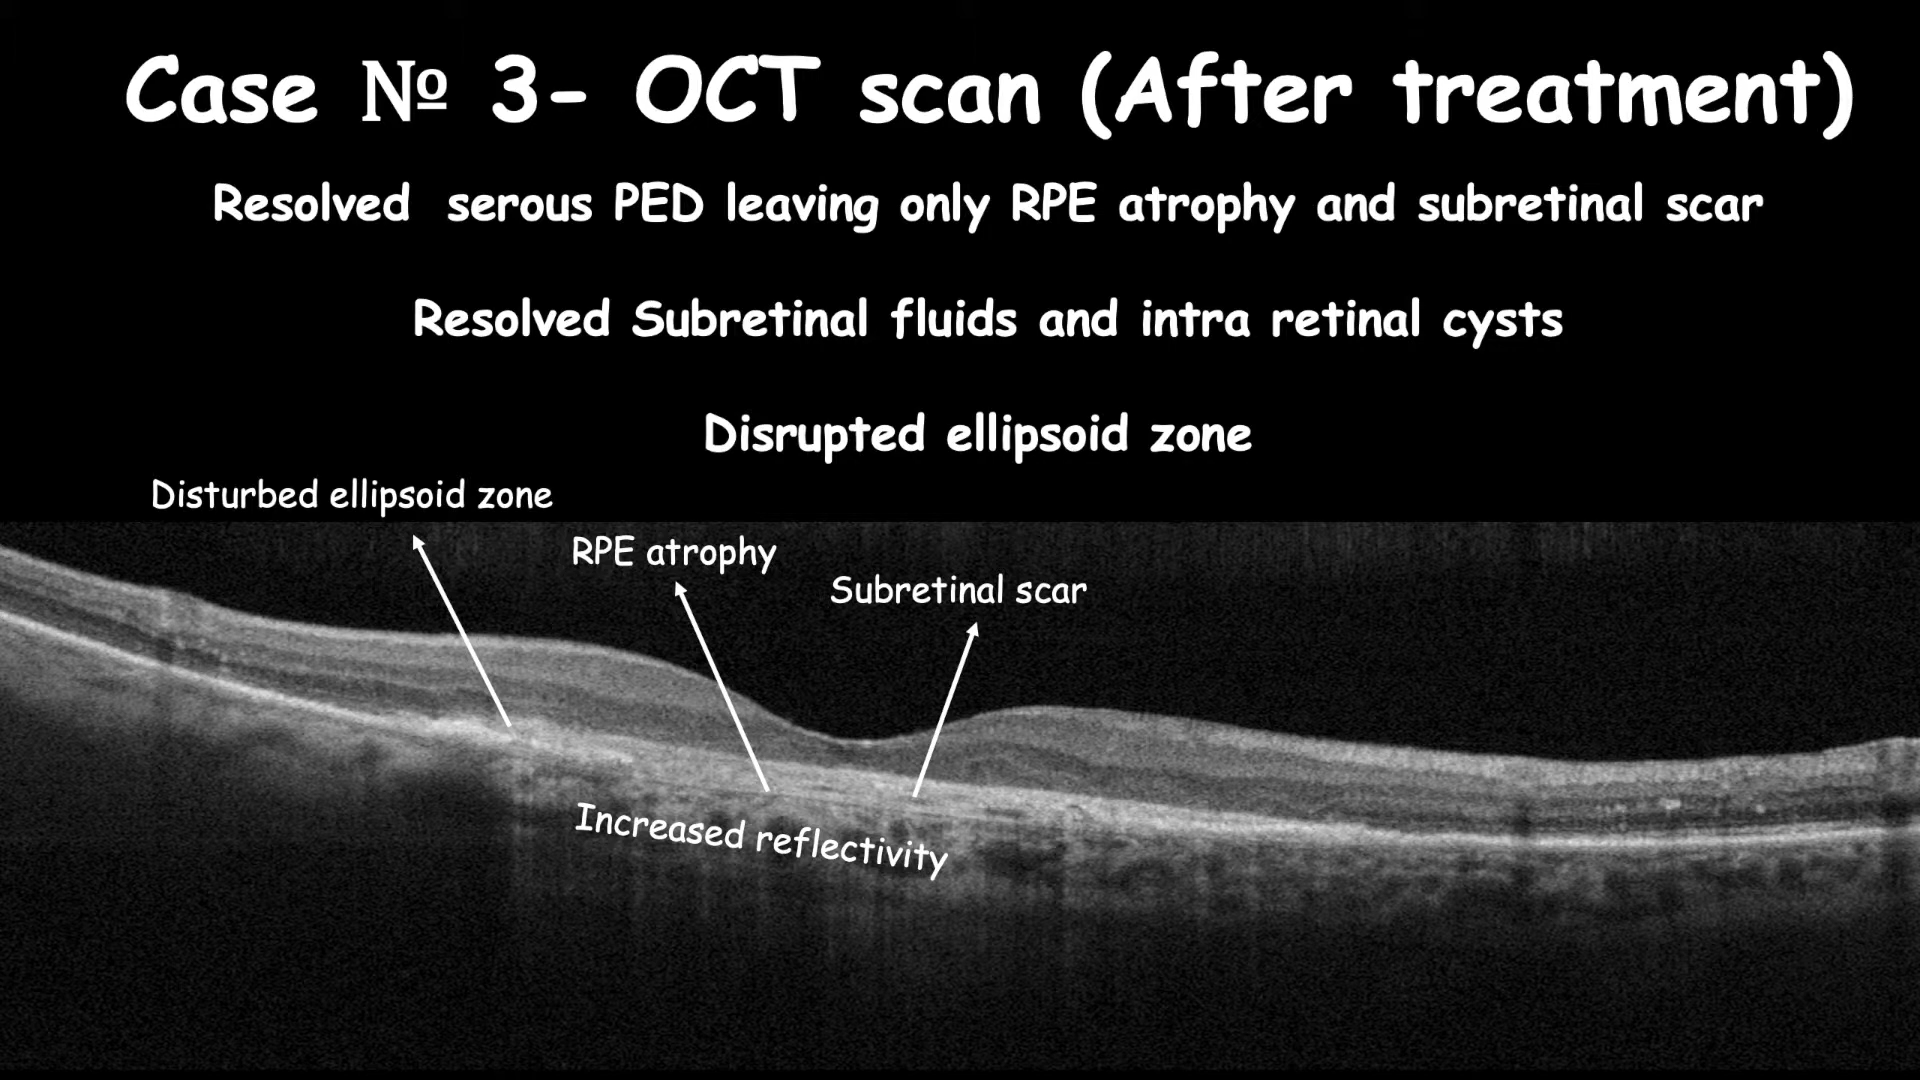 Case № 3- OCT scan (After treatment)
Resolved serous PED leaving only RPE atrophy and subretinal scar
Resolved Subretinal fluids and intra retinal cysts
Disrupted ellipsoid zone
Disturbed ellipsoid zone
RPE atrophy
Subretinal scar
Increased reflectivity